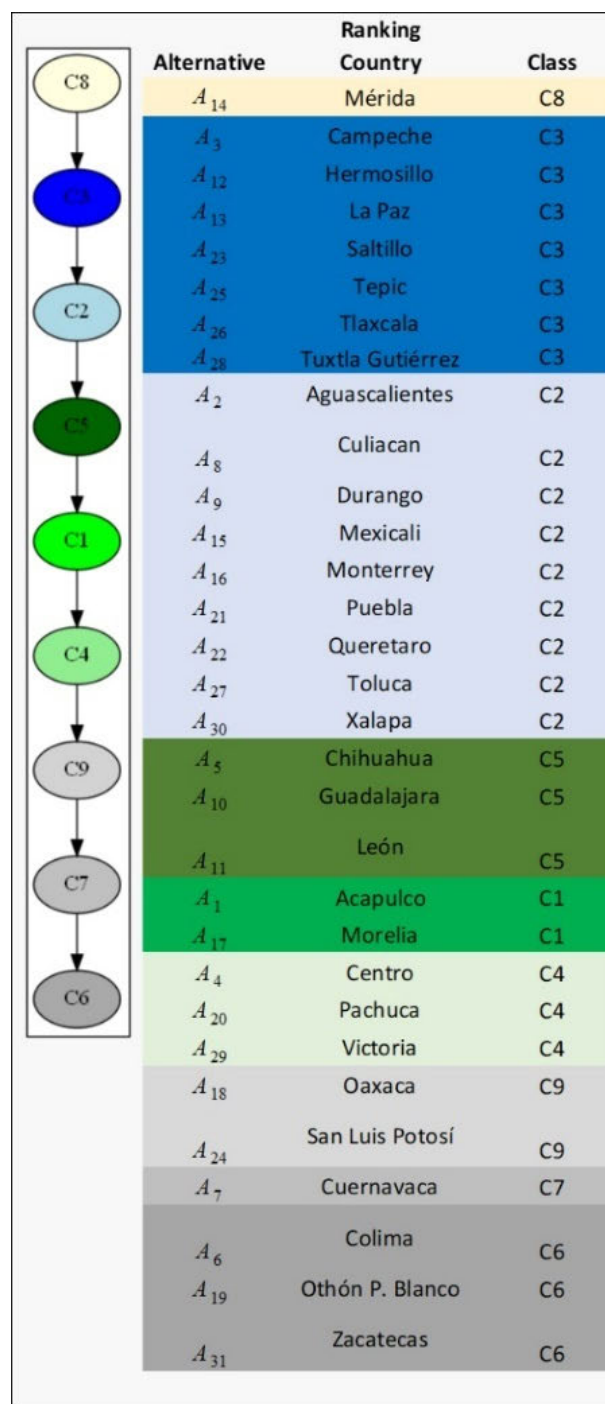 C8
C3
C2
C5
C1
C4
C9
C7
C6
Ranking
Alternative Country Class
A14 Mérida C8
A3 Campeche C3
A12 Hermosillo C3
A13 La Paz C3
A23 Saltillo C3
A25 Tepic C3
A26 Tlaxcala C3
A28 Tuxtla Gutiérrez C3
A2 Aguascalientes C2
A8 Culiacan C2
A9 Durango C2
A15 Mexicali C2
A16 Monterrey C2
A21 Puebla C2
A22 Queretaro C2
A27 Toluca C2
A30 Xalapa C2
A5 Chihuahua C5
A10 Guadalajara C5
A11 León C5
A1 Acapulco C1
A17 Morelia C1
A4 Centro C4
A20 Pachuca C4
A29 Victoria C4
A18 Oaxaca C9
A24 San Luis Potosí C9
A7 Cuernavaca C7
A6 Colima C6
A19 Othón P. Blanco C6
A31 Zacatecas C6